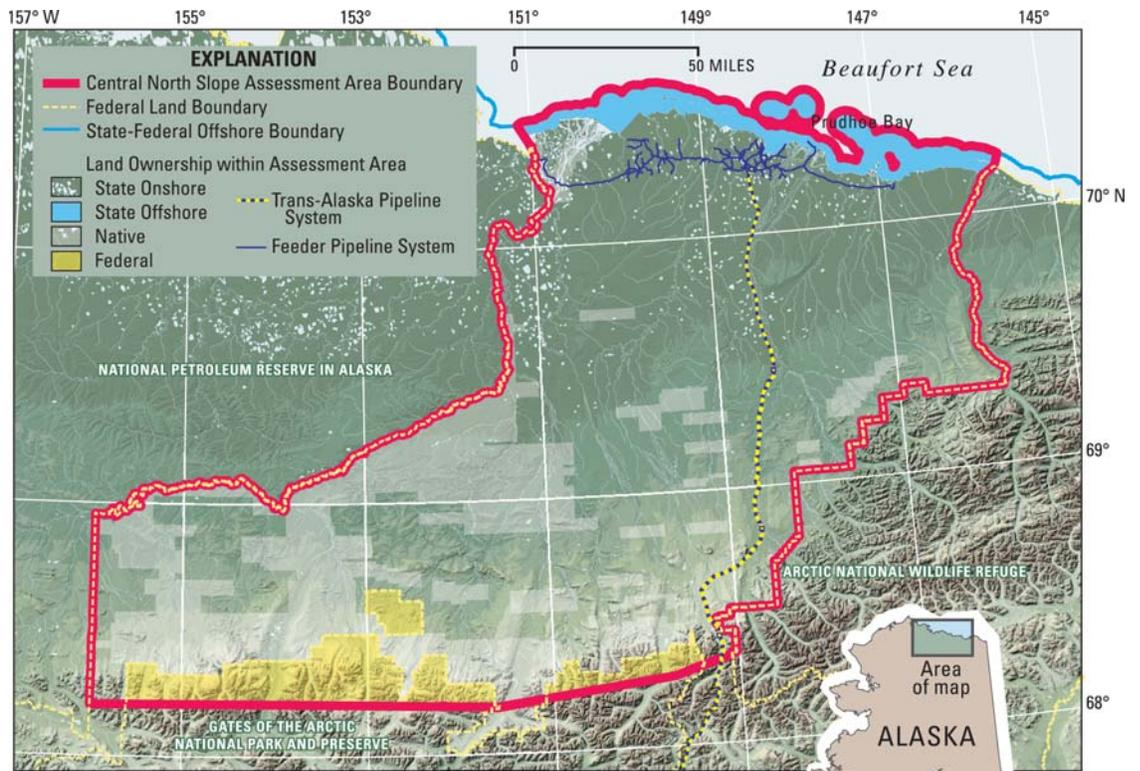 157° W
155
153
151
149
147
145
EXPLANATION
Central North Slope Assessment Area Boundary
Federal Land Boundary
State-Federal Offshore Boundary
Land Ownership within Assessment Area
State Onshore
State Offshore
Native
Federal
Trans-Alaska Pipeline
System
Feeder Pipeline System
0
50 MILES
Beaufort Sea
Prudhoe Bay
70° N
NATIONAL PETROLEUM RESERVE IN ALASKA
69°
ARCTIC NATIONAL WILDLIFE REFUGE
Area
of map
68°
GATES OF THE ARCTIC
NATIONAL PARK AND PRESERVE
ALASKA